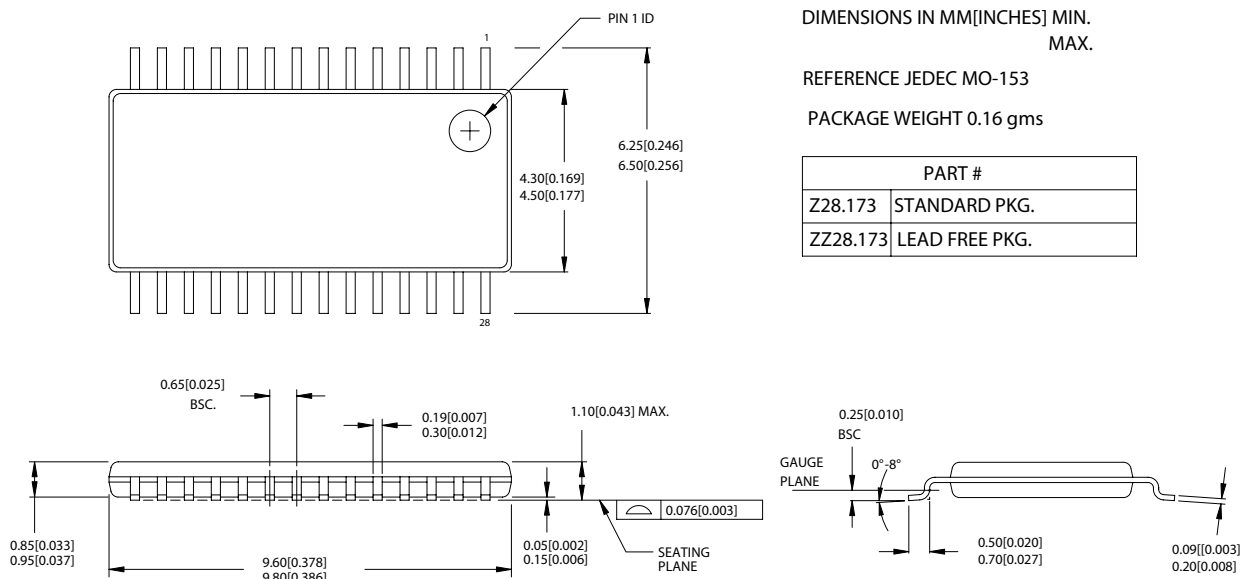 PIN 1 ID
1
DIMENSIONS IN MM[INCHES] MIN.
MAX.
REFERENCE JEDEC MO-153
PACKAGE WEIGHT 0.16 gms
6.25[0.246]
6.50[0.256]
4.30[0.169]
4.50[0.177]
PART #
Z28.173 STANDARD PKG.
ZZ28.173 LEAD FREE PKG.
28
0.65[0.025]
BSC.
0.19[0.007]
0.30[0.012]
1.10[0.043] MAX.
0.25[0.010]
BSC
GAUGE
PLANE
0°-8°
0.076[0.003]
0.85[0.033]
0.95[0.037]
9.60[0.378]
9.80[0.386]
0.05[0.002]
0.15[0.006]
SEATING
PLANE
0.50[0.020]
0.70[0.027]
0.09[[0.003]
0.20[0.008]